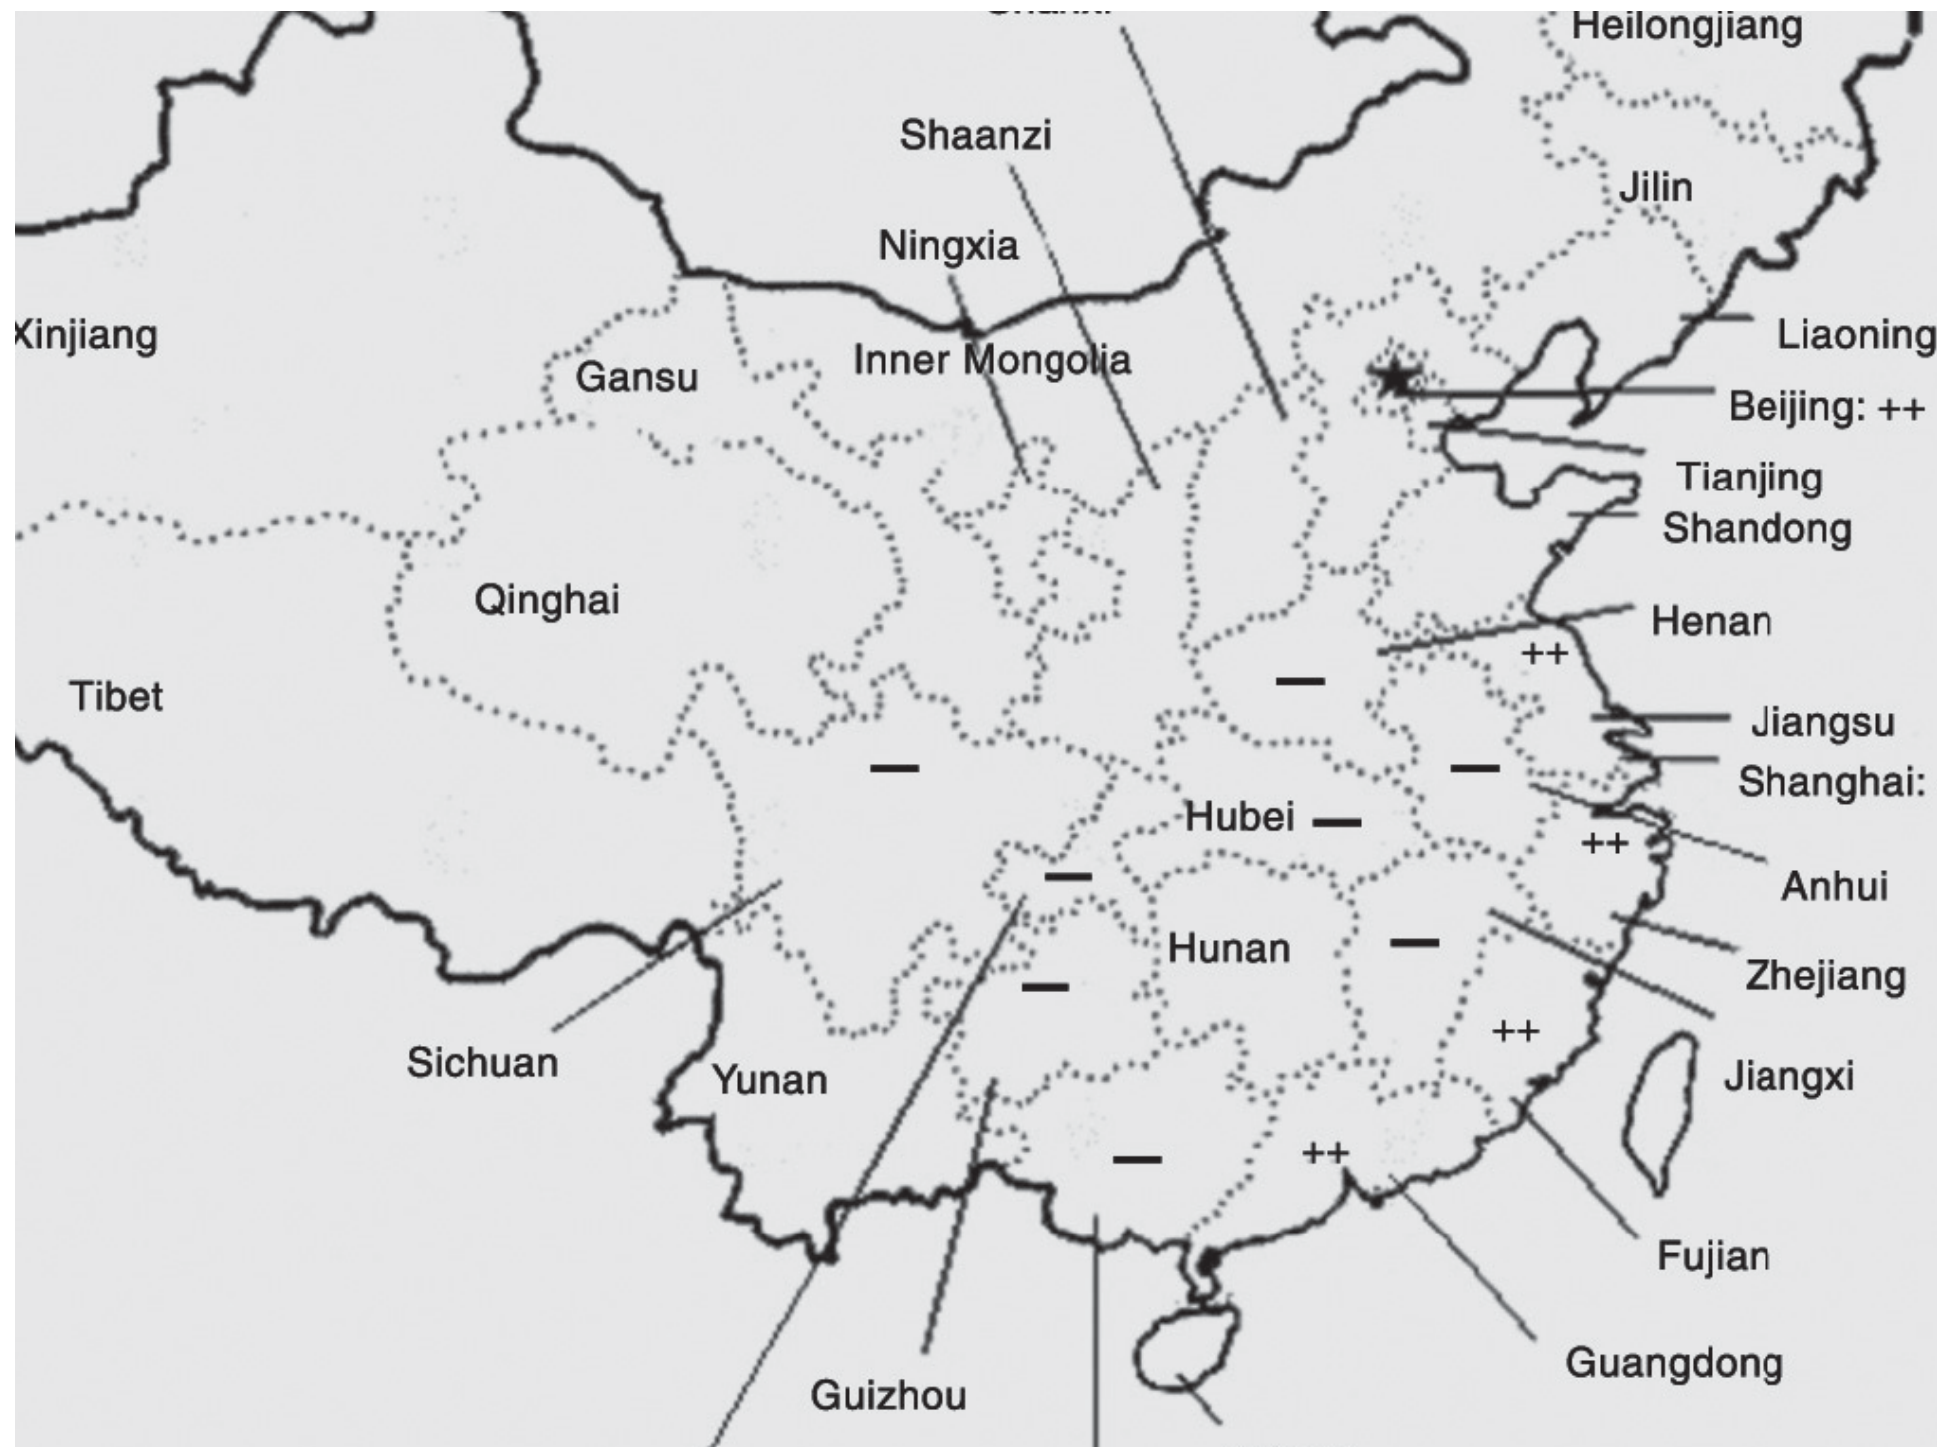 Heilongjiang
Shaanzi
Jilin
Ningxia
Xinjiang
Liaoning
Inner Mongolia
Gansu
Beijing: ++
Tianjing
Shandong
Qinghai
Henan
++
Tibet
Jiangsu
Shanghai:
Hubei
++
Anhui
Hunan
Zhejiang
++
Sichuan
Yunan
Jiangxi
++
Fujian
Guangdong
Guizhou